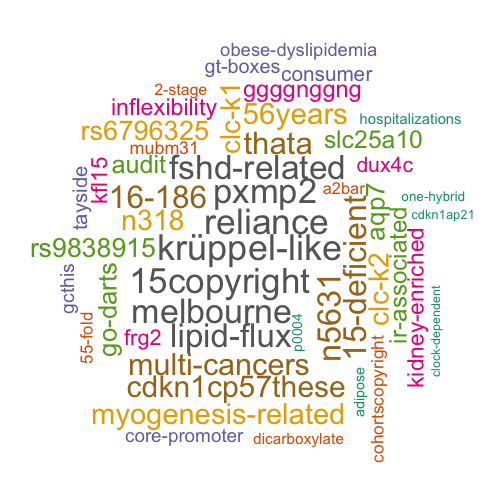 obese-dyslipidemia
gt-boxes
consumer
2-stage
clc-k1
ggggnggng
inflexibility
56years
hospitalizations
rs6796325
thata
slc25a10
mubm31
audit
fshd-related
dux4c
kfl15
tayside
16-186
pxmp2
a2bar
aqp7
one-hybrid
n318
reliance
15-deficient
ir-associated
cdkn1ap21
rs9838915
krüppel-like
clc-k2
kidney-enriched
gcthis
go-darts
15copyright
n5631
clock-dependent
melbourne
55-fold
frg2
lipid-flux
p0004
cohortscopyright
multi-cancers
cdkn1cp57these
adipose
myogenesis-related
core-promoter
dicarboxylate